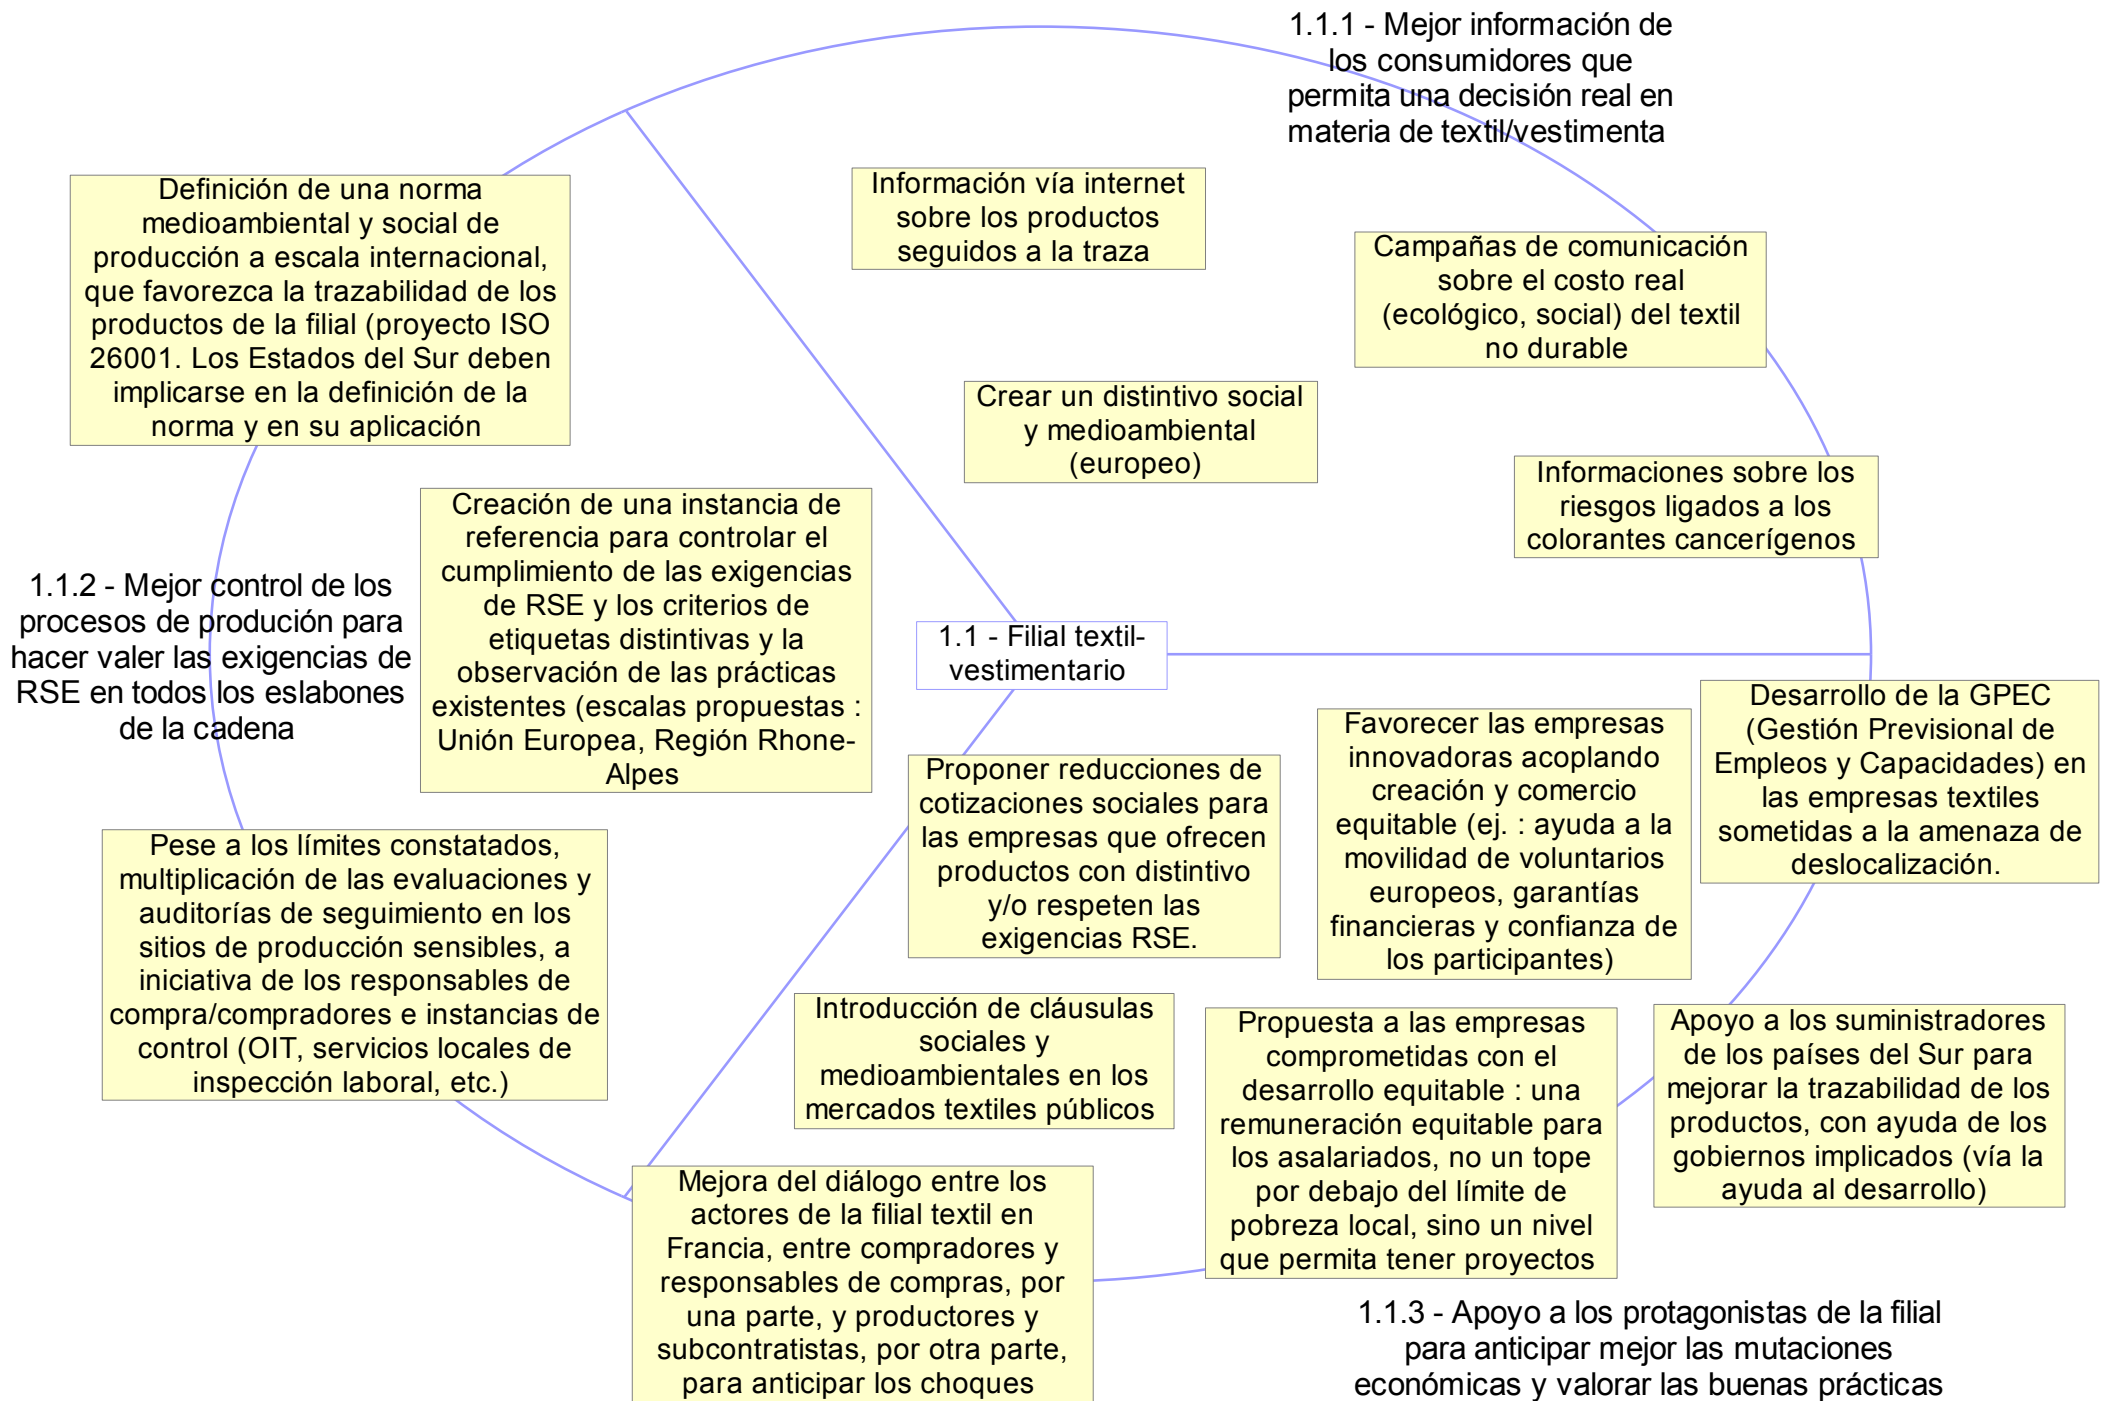 1.1.1 - Mejor información de
los consumidores que
permita una decisión real en
materia de textil/vestimenta
Información vía internet
sobre los productos
seguidos a la traza
Campañas de comunicación
sobre el costo real
(ecológico, social) del textil
no durable
Crear un distintivo social
y medioambiental
(europeo)
Informaciones sobre los
riesgos ligados a los
colorantes cancerígenos
Definición de una norma
medioambiental y social de
producción a escala internacional,
que favorezca la trazabilidad de los
productos de la filial (proyecto ISO
26001. Los Estados del Sur deben
implicarse en la definición de la
norma y en su aplicación
Creación de una instancia de
referencia para controlar el
cumplimiento de las exigencias
de RSE y los criterios de
etiquetas distintivas y la
observación de las prácticas
existentes (escalas propuestas :
Unión Europea, Región Rhone-
Alpes
1.1.2 - Mejor control de los
procesos de produción para
hacer valer las exigencias de
RSE en todos los eslabones
de la cadena
Pese a los límites constatados,
multiplicación de las evaluaciones y
auditorías de seguimiento en los
sitios de producción sensibles, a
iniciativa de los responsables de
compra/compradores e instancias de
control (OIT, servicios locales de
inspección laboral, etc.)
1.1 - Filial textil-
vestimentario
Proponer reducciones de
cotizaciones sociales para
las empresas que ofrecen
productos con distintivo
y/o respeten las
exigencias RSE.
Favorecer las empresas
innovadoras acoplando
creación y comercio
equitable (ej. : ayuda a la
movilidad de voluntarios
europeos, garantías
financieras y confianza de
los participantes)
Desarrollo de la GPEC
(Gestión Previsional de
Empleos y Capacidades) en
las empresas textiles
sometidas a la amenaza de
deslocalización.
Introducción de cláusulas
sociales y
medioambientales en los
mercados textiles públicos
Propuesta a las empresas
comprometidas con el
desarrollo equitable : una
remuneración equitable para
los asalariados, no un tope
por debajo del límite de
pobreza local, sino un nivel
que permita tener proyectos
Apoyo a los suministradores
de los países del Sur para
mejorar la trazabilidad de los
productos, con ayuda de los
gobiernos implicados (vía la
ayuda al desarrollo)
Mejora del diálogo entre los
actores de la filial textil en
Francia, entre compradores y
responsables de compras, por
una parte, y productores y
subcontratistas, por otra parte,
para anticipar los choques
1.1.3 - Apoyo a los protagonistas de la filial
para anticipar mejor las mutaciones
económicas y valorar las buenas prácticas